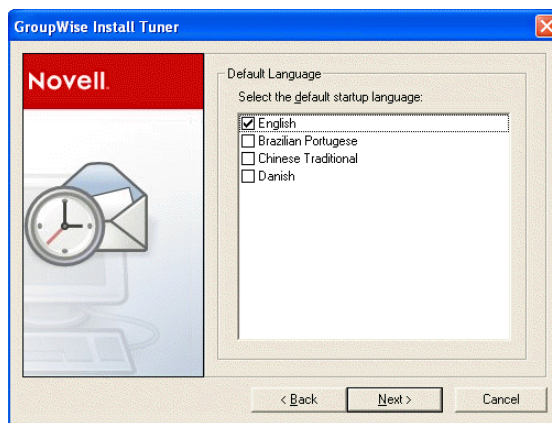 GroupWise Install Tuner
Novell.
Default Language
Select the default startup language:
English
Brazilian Portugese
Chinese Traditional
Danish
< Back
Next >
Cancel